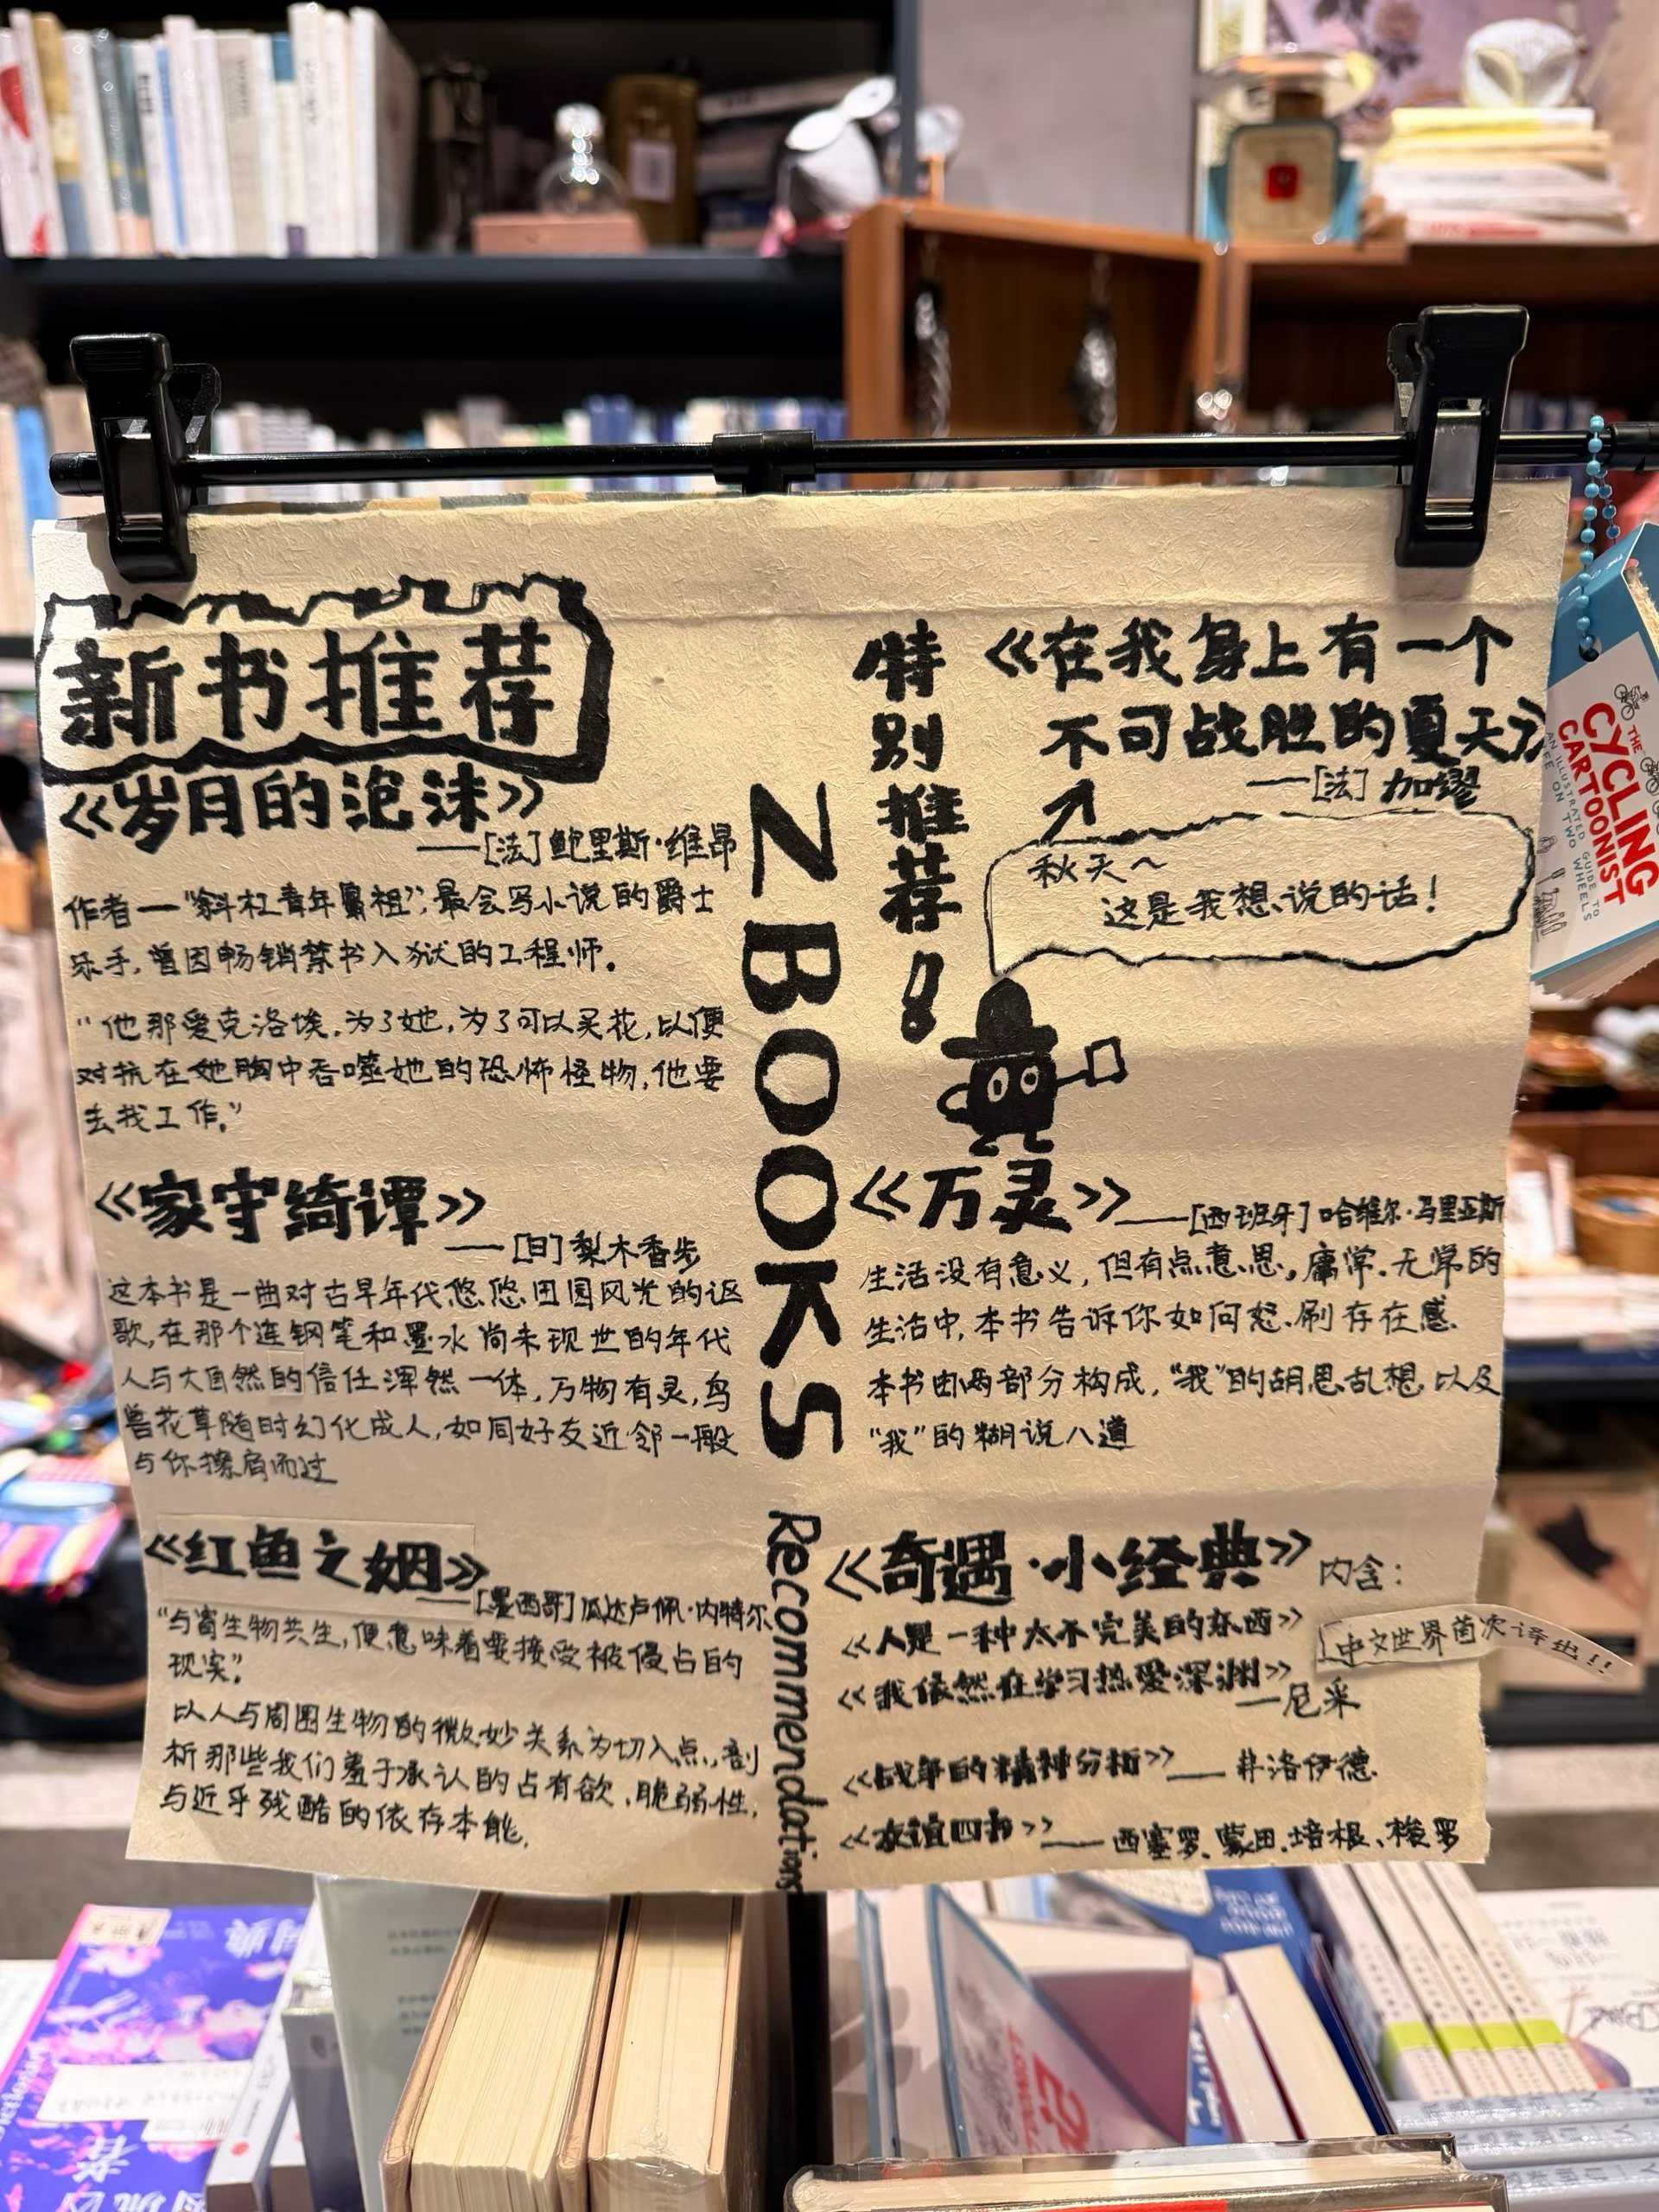 新书推荐
《岁月的泡沫》
——[法]鲍里斯·维昂
作者—“斜杠青年鼻祖”；最会写小说的爵士
乐手，曾因畅销禁书入狱的工程师。
“他那爱克洛埃，为了她，为了可以买花，以便
对抗在她胸中吞噬她的恐怖怪物，他要
去找工作。”
《家守绮谭》
——[日]梨木香步
这本书是一曲对古早年代悠悠田园风光的讴
歌，在那个连钢笔和墨水尚未现世的年代
人与大自然的信任浑然一体，万物有灵，鸟
兽花草随时幻化成人，如同好友近邻一般
与你擦肩而过
《红鱼之姻》
——[墨西哥]瓜达卢佩·内特尔
“与寄生物共生，便意味着要接受被侵占的
现实”。
以人与周围生物的微妙关系为切入点，剖
析那些我们羞于承认的占有欲、脆弱性，
与近乎残酷的依存本能。
ZBOOKS
Recommendations
特别推荐！
《在我身上有一个
不可战胜的夏天》
——[法]加缪
秋天～
这是我想说的话！
《万灵》——[西班牙]哈维尔·马里亚斯
生活没有意义，但有点意思。庸常、无常的
生活中，本书告诉你如何怒刷存在感
本书由两部分构成，“我”的胡思乱想以及
“我”的糊说八道
《奇遇·小经典》内含：
《人是一种太不完美的东西》
[中文世界首次译出!!
《我依然在学习热爱深渊》
—尼采
《战争的精神分析》——弗洛伊德
《友谊四书》——西塞罗、蒙田、培根、梭罗
THE
CYCLING
CARTOONIST
AN ILLUSTRATED GUIDE TO
LIFE ON TWO WHEELS